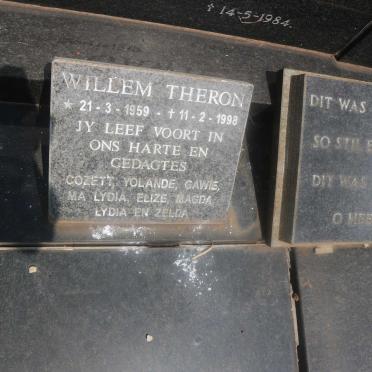 † 14-5-1984.
WILLEM THERON
* 21-3-1959 - † 11-2-1998
JY LEEF VOORT IN
ONS HARTE EN
GEDAGTES
COZETT, YOLANDE, GAWIE,
MA LYDIA, ELIZE, MAGDA,
LYDIA EN ZELDA
DIT WAS
SO STIL
DIT WAS
O HEE